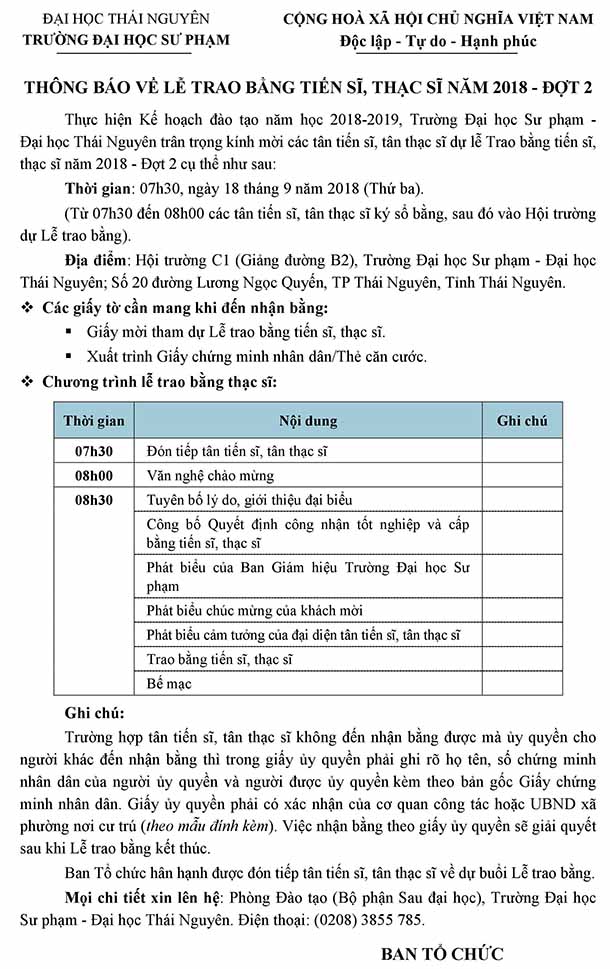 ĐẠI HỌC THÁI NGUYÊN
TRƯỜNG ĐẠI HỌC SƯ PHẠM
CỘNG HOÀ XÃ HỘI CHỦ NGHĨA VIỆT NAM
Độc lập - Tự do - Hạnh phúc
THÔNG BÁO VỀ LỄ TRAO BẰNG TIẾN SĨ, THẠC SĨ NĂM 2018 - ĐỢT 2
Thực hiện Kế hoạch đào tạo năm học 2018-2019, Trường Đại học Sư phạm -
Đại học Thái Nguyên trân trọng kính mời các tân tiến sĩ, tân thạc sĩ dự lễ Trao bằng tiến sĩ,
thạc sĩ năm 2018 - Đợt 2 cụ thể như sau:
Thời gian: 07h30, ngày 18 tháng 9 năm 2018 (Thứ ba).
(Từ 07h30 đến 08h00 các tân tiến sĩ, tân thạc sĩ ký sổ bằng, sau đó vào Hội trường
dự Lễ trao bằng).
Địa điểm: Hội trường C1 (Giảng đường B2), Trường Đại học Sư phạm - Đại học
Thái Nguyên; Số 20 đường Lương Ngọc Quyến, TP Thái Nguyên, Tỉnh Thái Nguyên.
❖ Các giấy tờ cần mang khi đến nhận bằng:
▪ Giấy mời tham dự Lễ trao bằng tiến sĩ, thạc sĩ.
▪ Xuất trình Giấy chứng minh nhân dân/Thẻ căn cước.
❖ Chương trình lễ trao bằng thạc sĩ:
Thời gian Nội dung Ghi chú
07h30 Đón tiếp tân tiến sĩ, tân thạc sĩ
08h00 Văn nghệ chào mừng
08h30 Tuyên bố lý do, giới thiệu đại biểu
Công bố Quyết định công nhận tốt nghiệp và cấp
bằng tiến sĩ, thạc sĩ
Phát biểu của Ban Giám hiệu Trường Đại học Sư
phạm
Phát biểu chúc mừng của khách mời
Phát biểu cảm tưởng của đại diện tân tiến sĩ, tân thạc sĩ
Trao bằng tiến sĩ, thạc sĩ
Bế mạc
Ghi chú:
Trường hợp tân tiến sĩ, tân thạc sĩ không đến nhận bằng được mà ủy quyền cho
người khác đến nhận bằng thì trong giấy ủy quyền phải ghi rõ họ tên, số chứng minh
nhân dân của người ủy quyền và người được ủy quyền kèm theo bản gốc Giấy chứng
minh nhân dân. Giấy ủy quyền phải có xác nhận của cơ quan công tác hoặc UBND xã
phường nơi cư trú (theo mẫu đính kèm). Việc nhận bằng theo giấy ủy quyền sẽ giải quyết
sau khi Lễ trao bằng kết thúc.
Ban Tổ chức hân hạnh được đón tiếp tân tiến sĩ, tân thạc sĩ về dự buổi Lễ trao bằng.
Mọi chi tiết xin lên hệ: Phòng Đào tạo (Bộ phận Sau đại học), Trường Đại học
Sư phạm - Đại học Thái Nguyên. Điện thoại: (0208) 3855 785.
BAN TỔ CHỨC